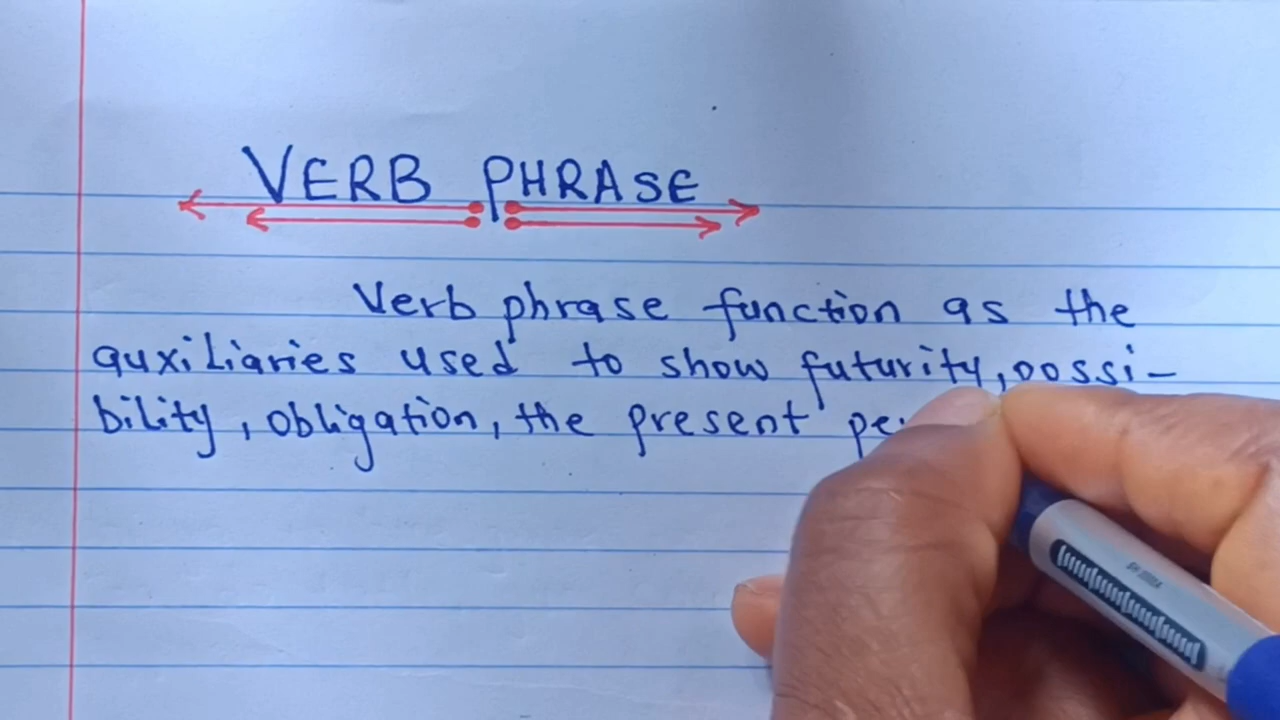 VERB PHRASE
Verb phrase function as the
auxiliaries used to show futurity, possi-
bility, obligation, the present